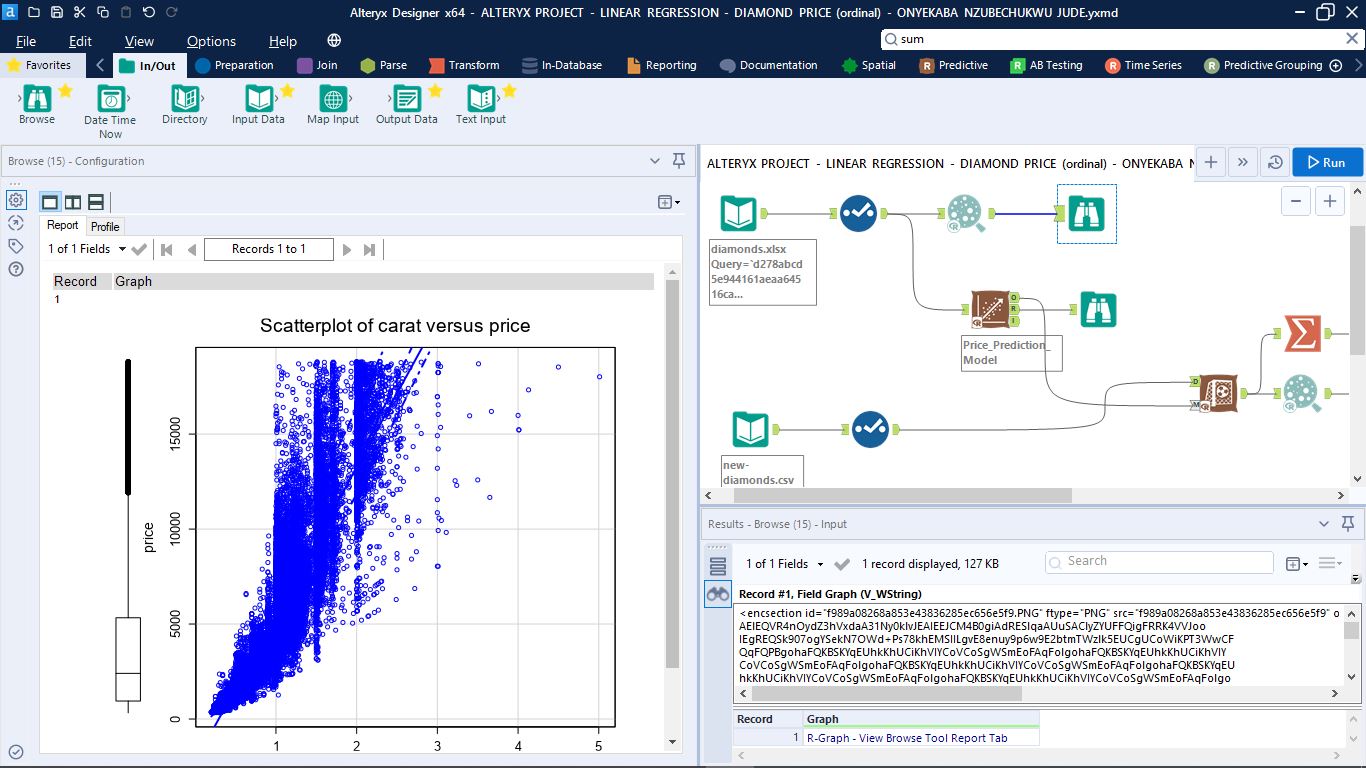 Alteryx Designer x64 - ALTERYX PROJECT - LINEAR REGRESSION - DIAMOND PRICE (ordinal) - ONYEKABA NZUBECHUKWU JUDE.yxmd
File Edit View Options Help
sum
Favorites In/Out Preparation Join Parse Transform In-Database Reporting Documentation Spatial Predictive AB Testing Time Series Predictive Grouping
Browse Date Time Now Directory Input Data Map Input Output Data Text Input
Browse (15) - Configuration
Report Profile
1 of 1 Fields Records 1 to 1
Record Graph
1
Scatterplot of carat versus price
price
15000
10000
5000
0
1 2 3 4 5
ALTERYX PROJECT - LINEAR REGRESSION - DIAMOND PRICE (ordinal) - ONYEKABA N
Run
diamonds.xlsx
Query=`d278abcd
5e944161aeaa645
16ca...
O
R
I
Price_Prediction_
Model
D
M
new-
diamonds.csv
Results - Browse (15) - Input
1 of 1 Fields 1 record displayed, 127 KB Search
Record #1, Field Graph (V_WString)
<encsection id="f989a08268a853e43836285ec656e5f9.PNG" ftype="PNG" src="f989a08268a853e43836285ec656e5f9" o
Record Graph
1 R-Graph - View Browse Tool Report Tab